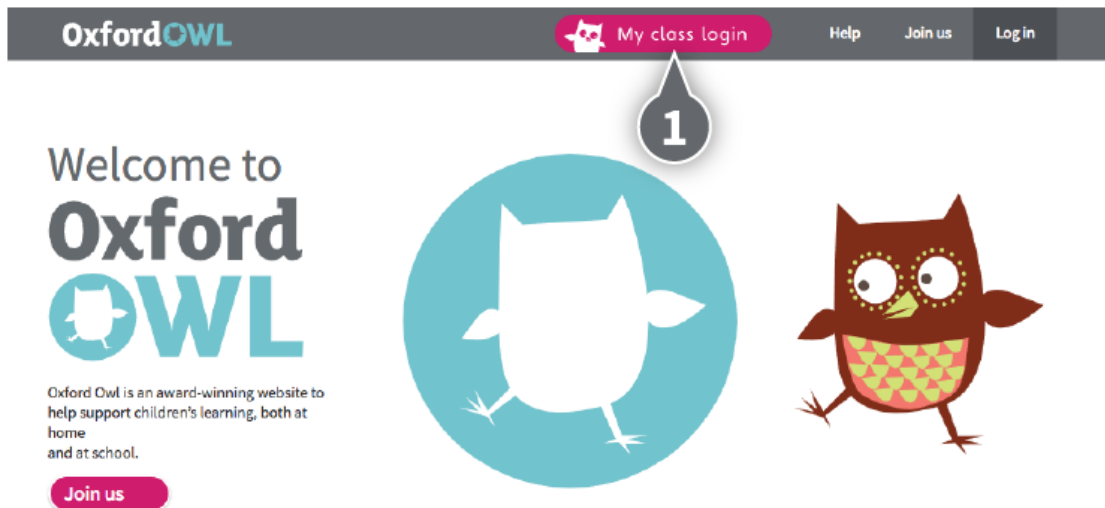 OxfordOWL
My class login
Help
Join us
Log in
1
Welcome to
Oxford
OWL
Oxford Owl is an award-winning website to
help support children's learning, both at
home
and at school.
Join us